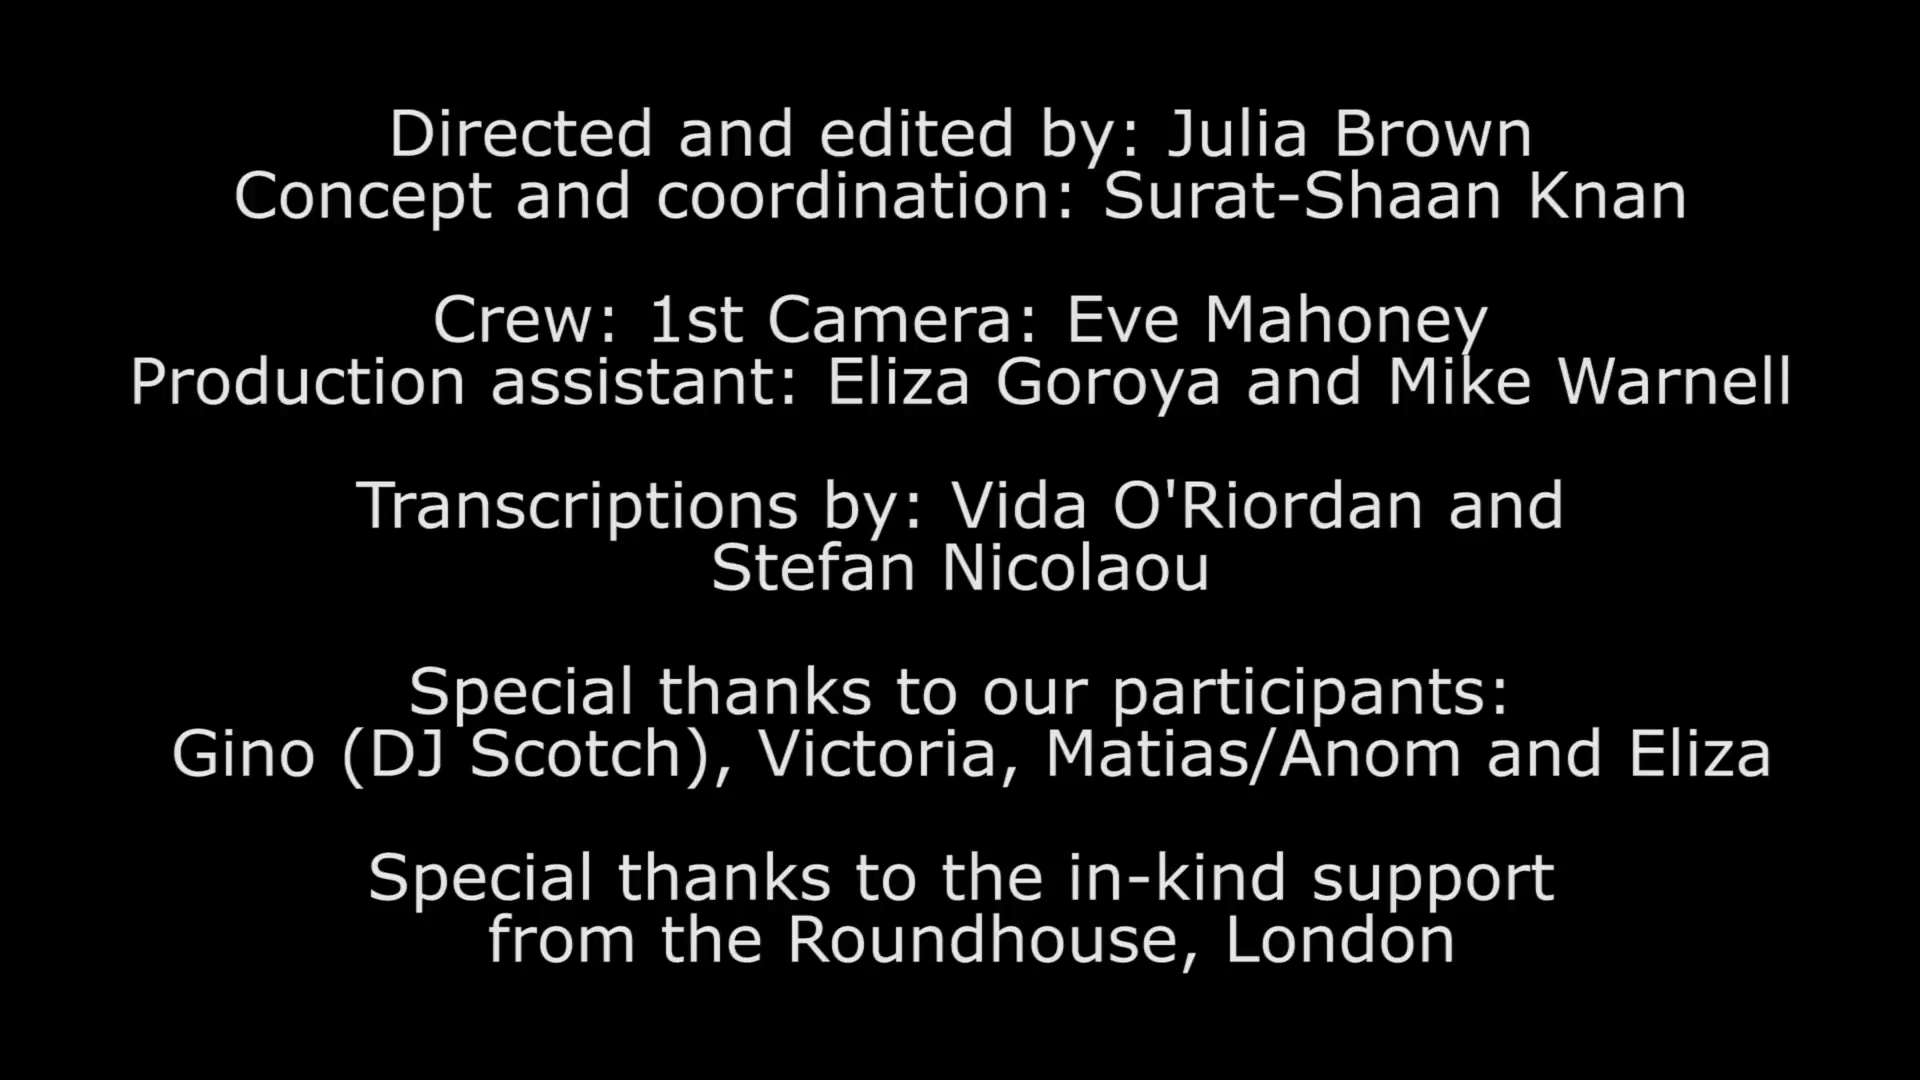 Directed and edited by: Julia Brown
Concept and coordination: Surat-Shaan Knan
Crew: 1st Camera: Eve Mahoney
Production assistant: Eliza Goroya and Mike Warnell
Transcriptions by: Vida O'Riordan and
Stefan Nicolaou
Special thanks to our participants:
Gino (DJ Scotch), Victoria, Matias/Anom and Eliza
Special thanks to the in-kind support
from the Roundhouse, London